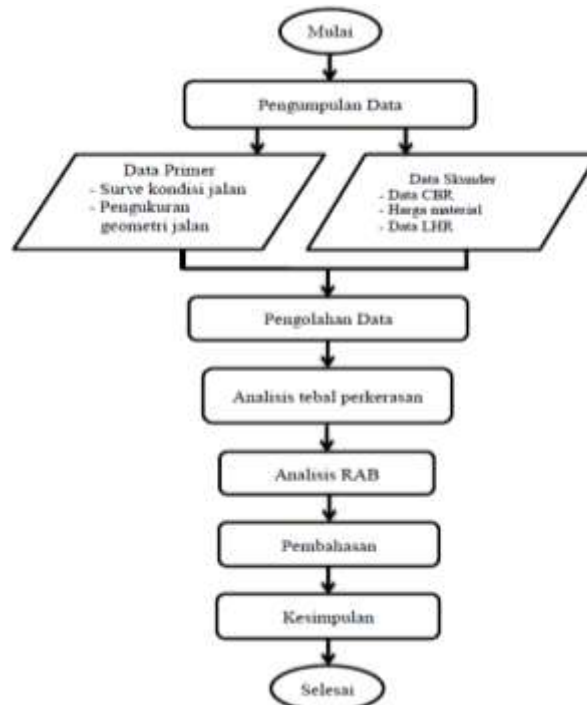 Mulai
Pengumpulan Data
Data Primer
- Surve kondisi jalan
- Pengukuran
geometri jalan
Data Skunder
- Data CBR
- Harga material
- Data LHR
Pengolahan Data
Analisis tebal perkerasan
Analisis RAB
Pembahasan
Kesimpulan
Selesai